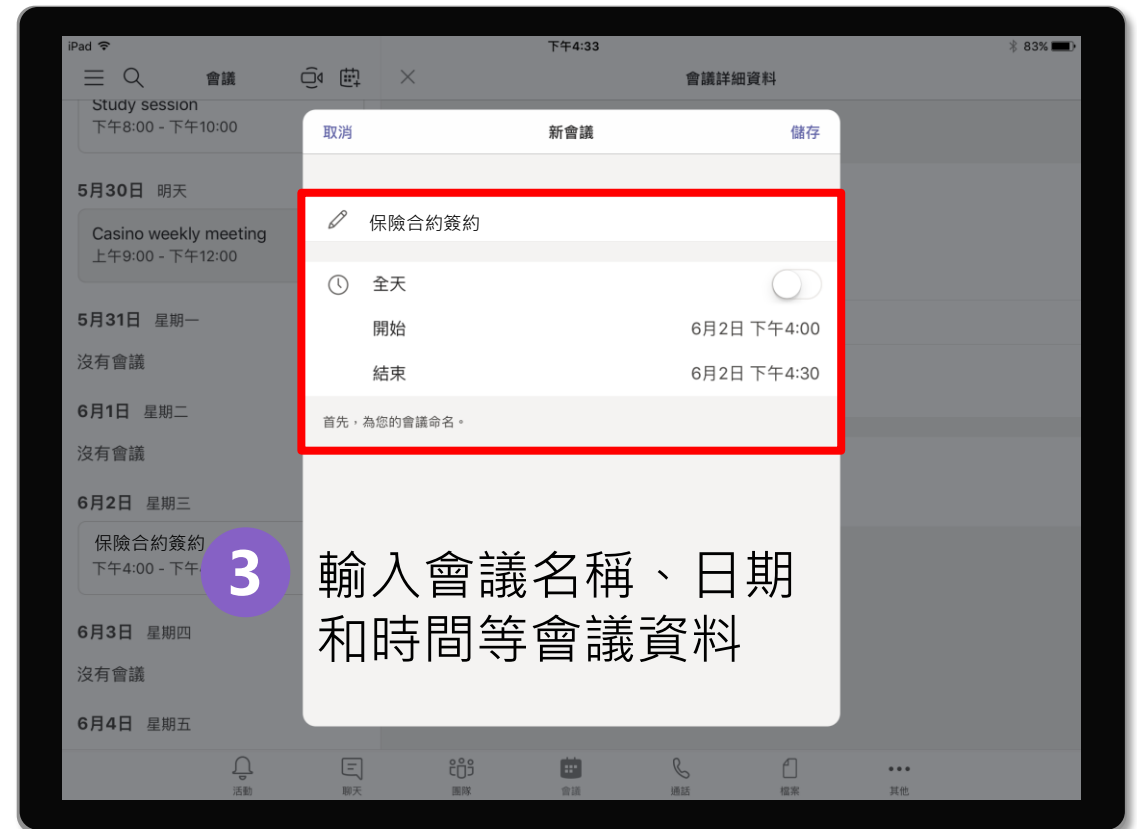 iPad 下午4:33 83%
會議 會議詳細資料
Study session
下午8:00 - 下午10:00
5月30日 明天
Casino weekly meeting
上午9:00 - 下午12:00
5月31日 星期一
沒有會議
6月1日 星期二
沒有會議
6月2日 星期三
保險合約簽約
下午4:00 - 下午
6月3日 星期四
沒有會議
6月4日 星期五
取消 新會議 儲存
保險合約簽約
全天
開始 6月2日 下午4:00
結束 6月2日 下午4:30
首先，為您的會議命名。
3 輸入會議名稱、日期
和時間等會議資料
活動 聊天 團隊 會議 通話 檔案 其他